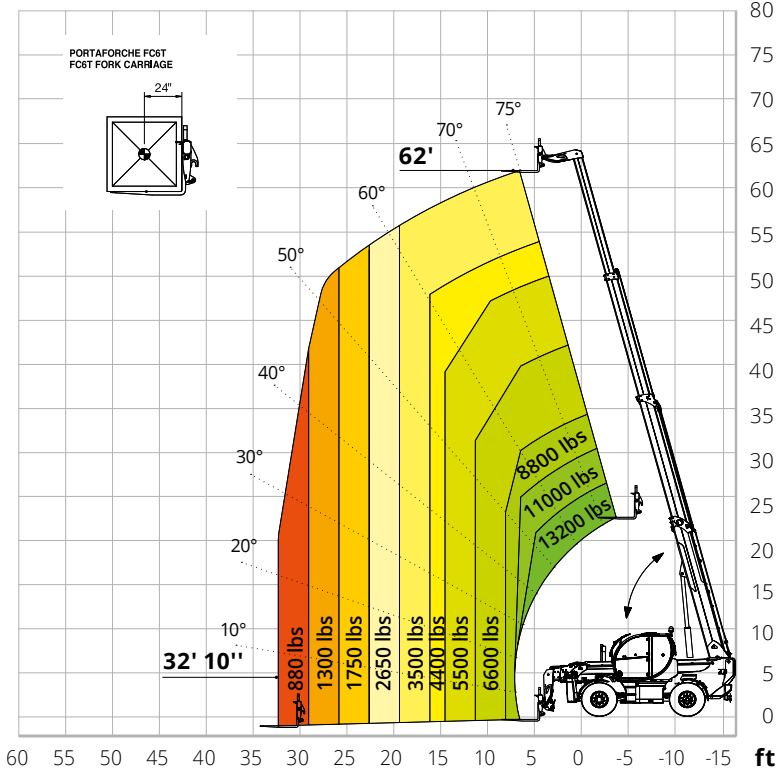 PORTAFORCHE FC6T
FC6T FORK CARRIAGE
24"
80
75
70
65
60
55
50
45
40
35
30
25
20
15
10
5
0
75°
70°
60°
50°
40°
30°
20°
10°
62'
8800 lbs
11000 lbs
13200 lbs
32' 10''
880 lbs
1300 lbs
1750 lbs
2650 lbs
3500 lbs
4400 lbs
5500 lbs
6600 lbs
60 55 50 45 40 35 30 25 20 15 10 5 0 -5 -10 -15 ft